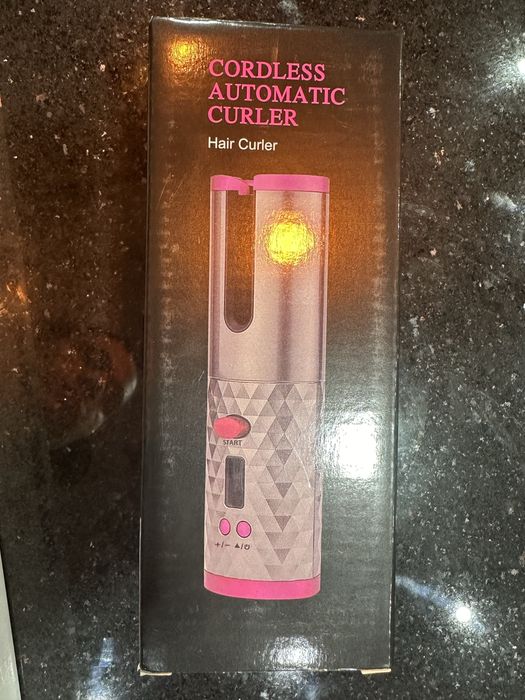 CORDLESS
AUTOMATIC
CURLER
Hair Curler
START
+/- ▲/⏻